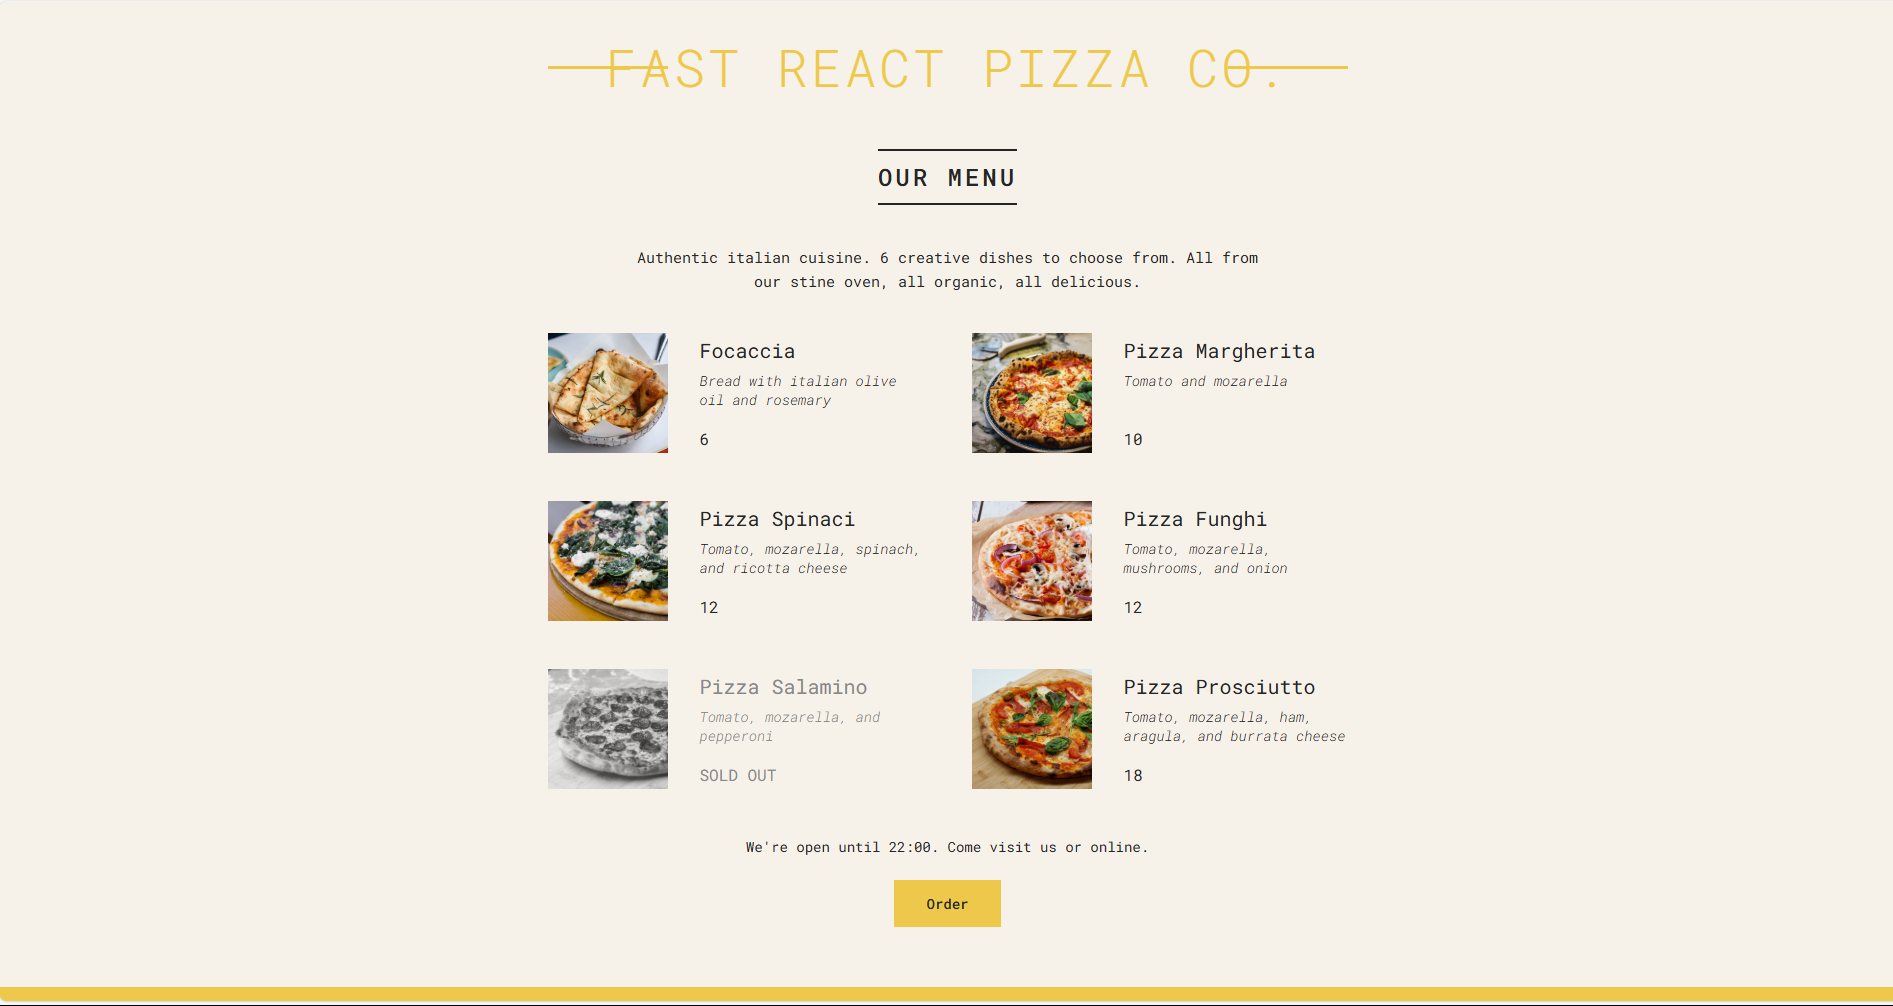 FAST REACT PIZZA CO.
OUR MENU
Authentic italian cuisine. 6 creative dishes to choose from. All from
our stine oven, all organic, all delicious.
Focaccia
Bread with italian olive
oil and rosemary
6
Pizza Margherita
Tomato and mozarella
10
Pizza Spinaci
Tomato, mozarella, spinach,
and ricotta cheese
12
Pizza Funghi
Tomato, mozarella,
mushrooms, and onion
12
Pizza Salamino
Tomato, mozarella, and
pepperoni
SOLD OUT
Pizza Prosciutto
Tomato, mozarella, ham,
aragula, and burrata cheese
18
We're open until 22:00. Come visit us or online.
Order